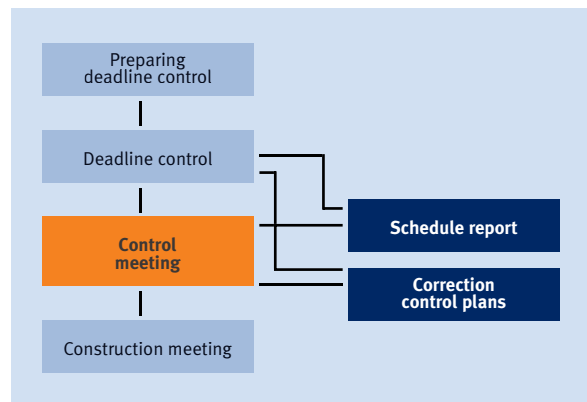 Preparing
deadline control
Deadline control
Control
meeting
Construction meeting
Schedule report
Correction
control plans